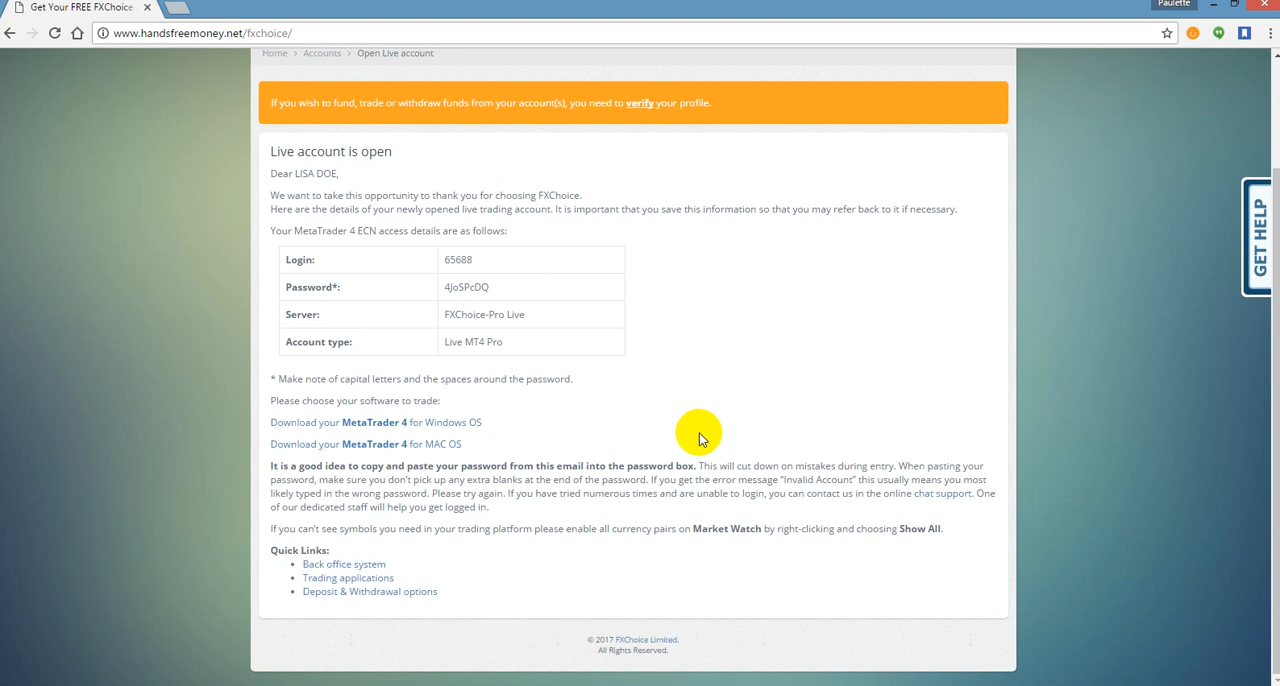 Get Your FREE FXChoice
Paulette
www.handsfreemoney.net/fxchoice/
Home > Accounts > Open Live account
If you wish to fund, trade or withdraw funds from your account(s), you need to verify your profile.
Live account is open
Dear LISA DOE,
We want to take this opportunity to thank you for choosing FXChoice.
Here are the details of your newly opened live trading account. It is important that you save this information so that you may refer back to it if necessary.
Your MetaTrader 4 ECN access details are as follows:
Login: 65688
Password*: 4JoSPcDQ
Server: FXChoice-Pro Live
Account type: Live MT4 Pro
* Make note of capital letters and the spaces around the password.
Please choose your software to trade:
Download your MetaTrader 4 for Windows OS
Download your MetaTrader 4 for MAC OS
It is a good idea to copy and paste your password from this email into the password box. This will cut down on mistakes during entry. When pasting your
password, make sure you don't pick up any extra blanks at the end of the password. If you get the error message “Invalid Account” this usually means you most
likely typed in the wrong password. Please try again. If you have tried numerous times and are unable to login, you can contact us in the online chat support. One
of our dedicated staff will help you get logged in.
If you can't see symbols you need in your trading platform please enable all currency pairs on Market Watch by right-clicking and choosing Show All.
Quick Links:
• Back office system
• Trading applications
• Deposit & Withdrawal options
© 2017 FXChoice Limited.
All Rights Reserved.
GET HELP